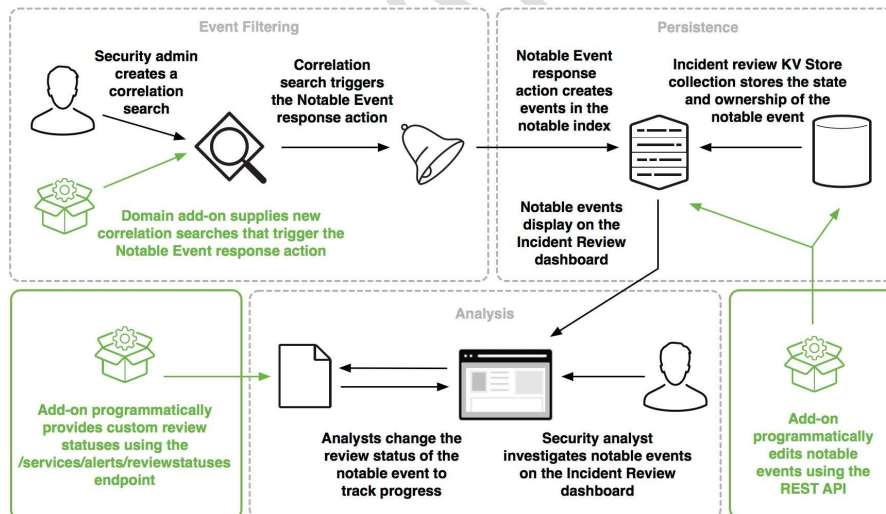 Event Filtering
Security admin
creates a
correlation
search
Correlation
search triggers
the Notable Event
response action
Domain add-on supplies new
correlation searches that trigger the
Notable Event response action
Persistence
Notable Event
response
action creates
events in the
notable index
Incident review KV Store
collection stores the state
and ownership of the
notable event
Notable events
display on the
Incident Review
dashboard
Add-on programmatically
provides custom review
statuses using the
/services/alerts/reviewstatuses
endpoint
Analysis
Analysts change the
review status of the
notable event to
track progress
Security analyst
investigates notable events
on the Incident Review
dashboard
Add-on
programmatically
edits notable
events using the
REST API